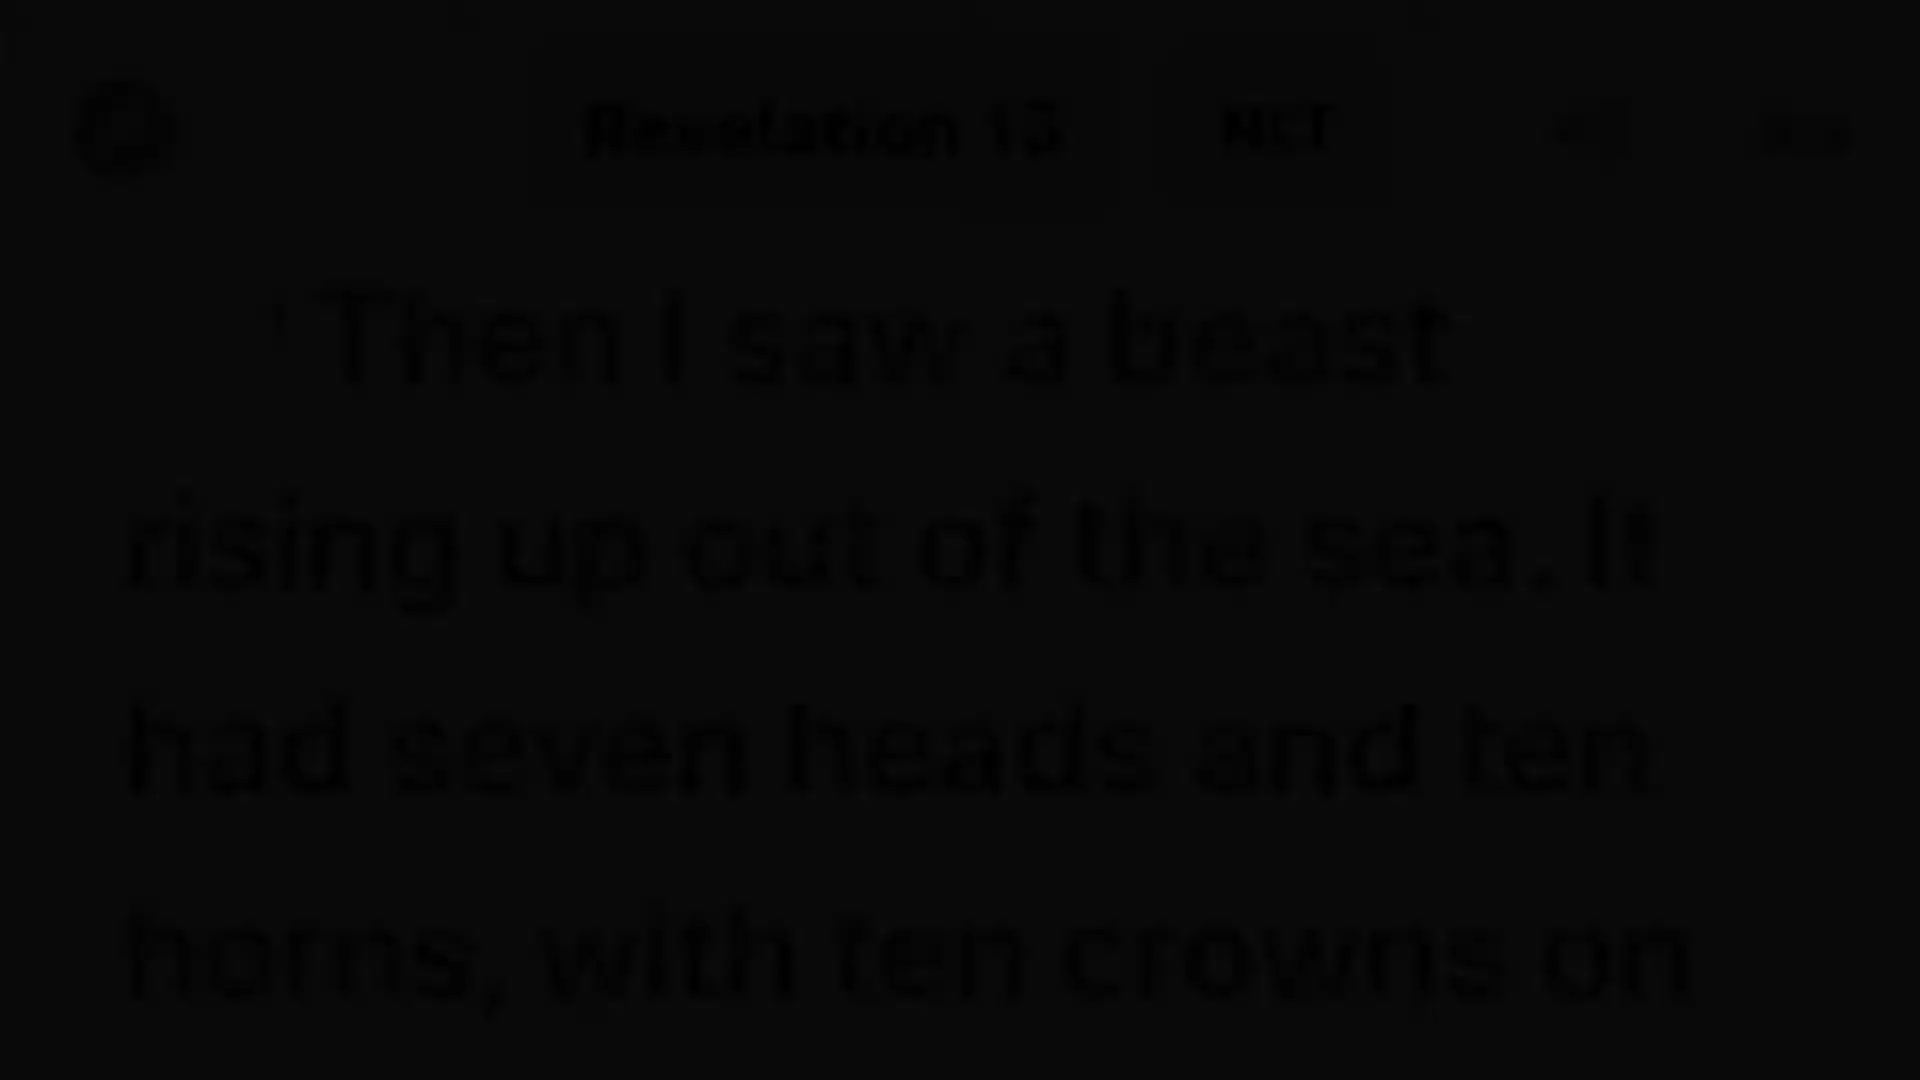 Revelation 13 NLT
1 Then I saw a beast
rising up out of the sea. It
had seven heads and ten
horns, with ten crowns on